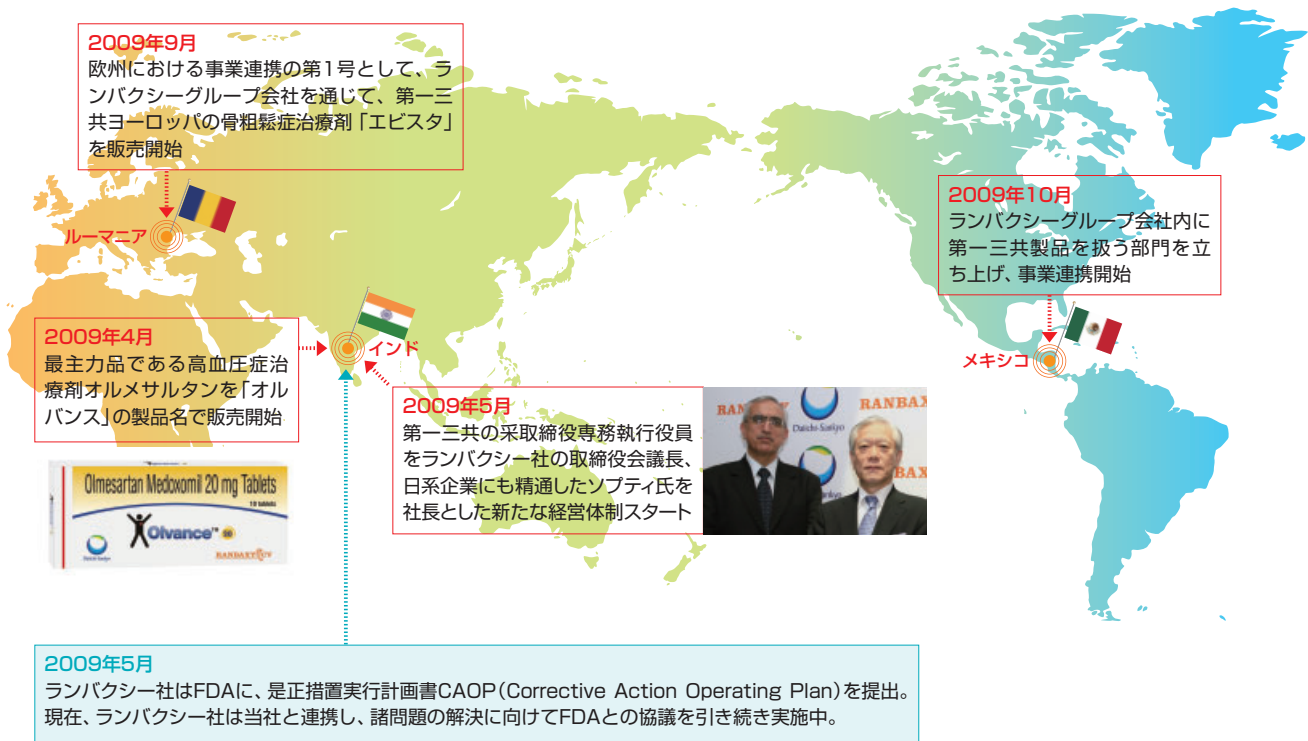 2009年9月
欧州における事業連携の第1号として、ラ
ンバクシーグループ会社を通じて、第一三
共ヨーロッパの骨粗鬆症治療剤「エビスタ」
を販売開始
ルーマニア
2009年10月
ランバクシーグループ会社内に
第一三共製品を扱う部門を立
ち上げ、事業連携開始
メキシコ
2009年4月
最主力品である高血圧症治
療剤オルメサルタンを「オル
バンス」の製品名で販売開始
インド
2009年5月
第一三共の采取締役専務執行役員
をランバクシー社の取締役会議長、
日系企業にも精通したソブティ氏を
社長とした新たな経営体制スタート
RANBAXY
Daiichi-Sankyo
RANBAX
BAX
Olmesartan Medoxomil 20 mg Tablets
10 tablets
Olvance™ 20
Daiichi-Sankyo
RANBAXY
2009年5月
ランバクシー社はFDAに、是正措置実行計画書CAOP(Corrective Action Operating Plan)を提出。
現在、ランバクシー社は当社と連携し、諸問題の解決に向けてFDAとの協議を引き続き実施中。